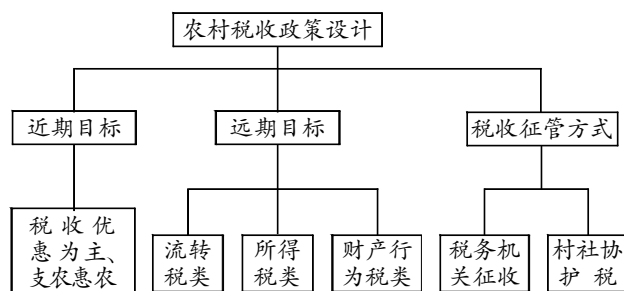 农村税收政策设计
近期目标
远期目标
税收征管方式
税收优
惠为主、
支农惠农
流转
税类
所得
税类
财产行
为税类
税务机
关征收
村社协
护税